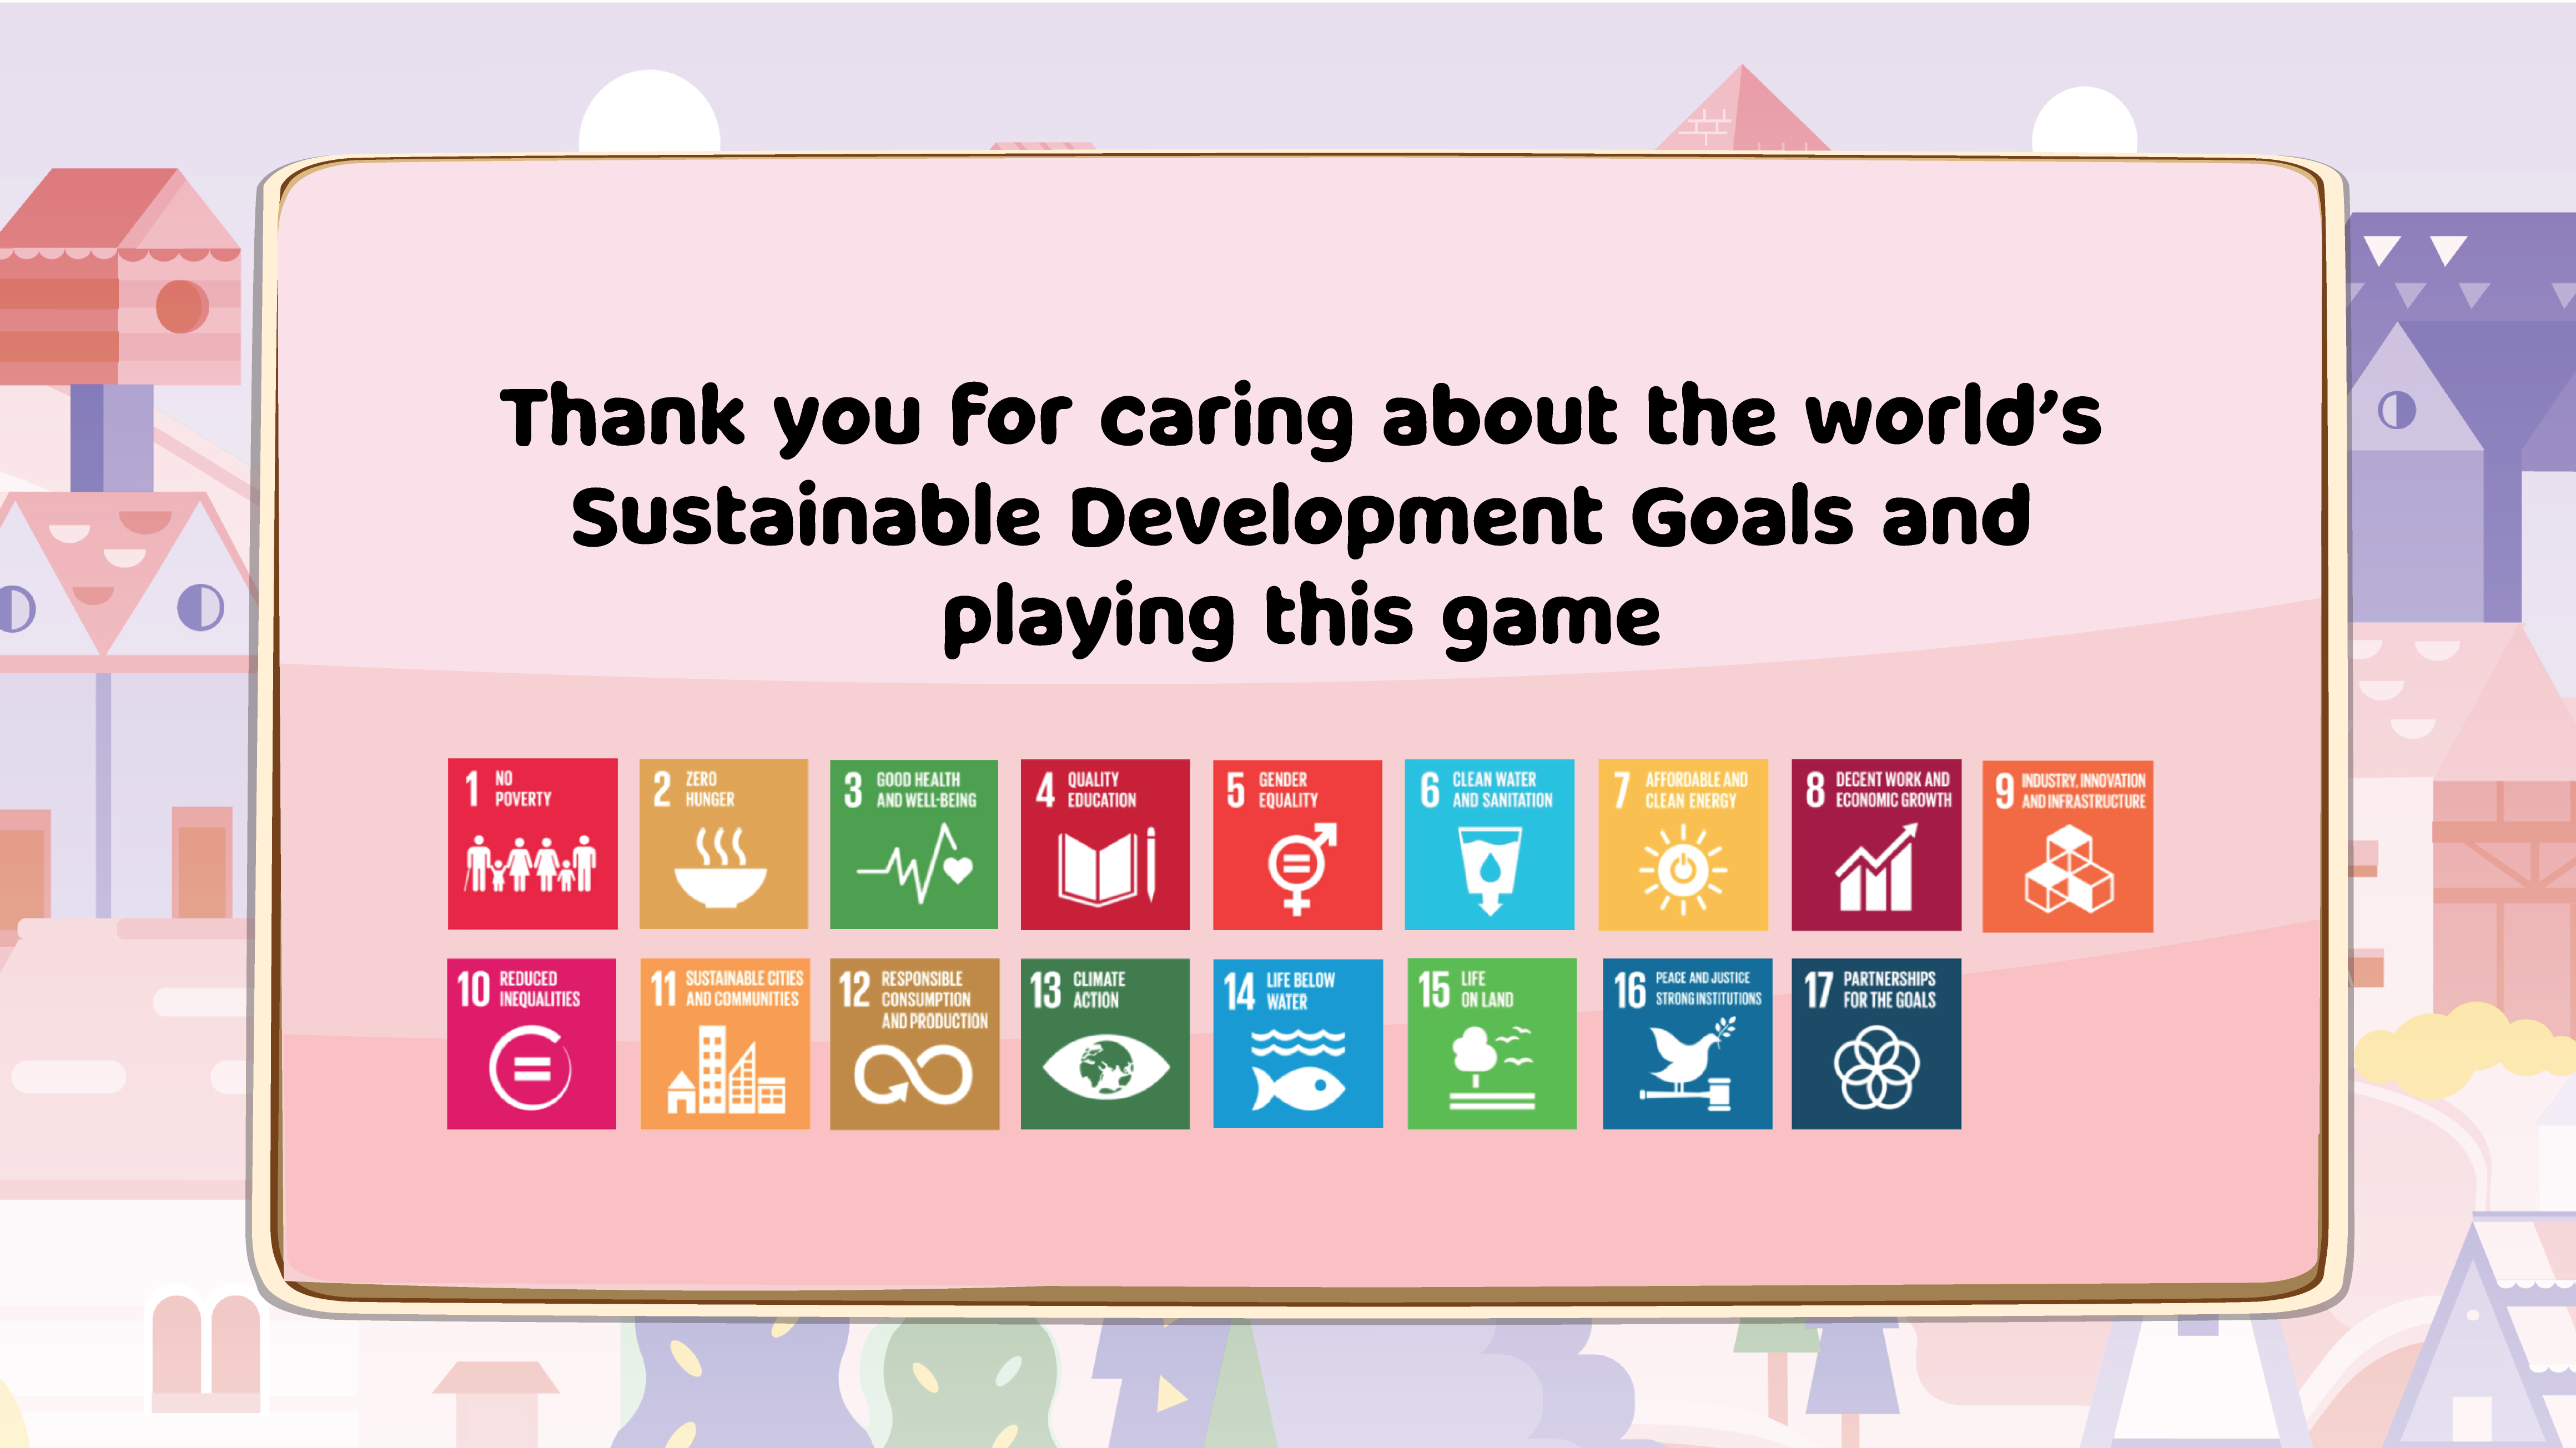 Thank you for caring about the world’s
Sustainable Development Goals and
playing this game
1 NO
POVERTY
2 ZERO
HUNGER
3 GOOD HEALTH
AND WELL-BEING
4 QUALITY
EDUCATION
5 GENDER
EQUALITY
6 CLEAN WATER
AND SANITATION
7 AFFORDABLE AND
CLEAN ENERGY
8 DECENT WORK AND
ECONOMIC GROWTH
9 INDUSTRY, INNOVATION
AND INFRASTRUCTURE
10 REDUCED
INEQUALITIES
11 SUSTAINABLE CITIES
AND COMMUNITIES
12 RESPONSIBLE
CONSUMPTION
AND PRODUCTION
13 CLIMATE
ACTION
14 LIFE BELOW
WATER
15 LIFE
ON LAND
16 PEACE AND JUSTICE
STRONG INSTITUTIONS
17 PARTNERSHIPS
FOR THE GOALS